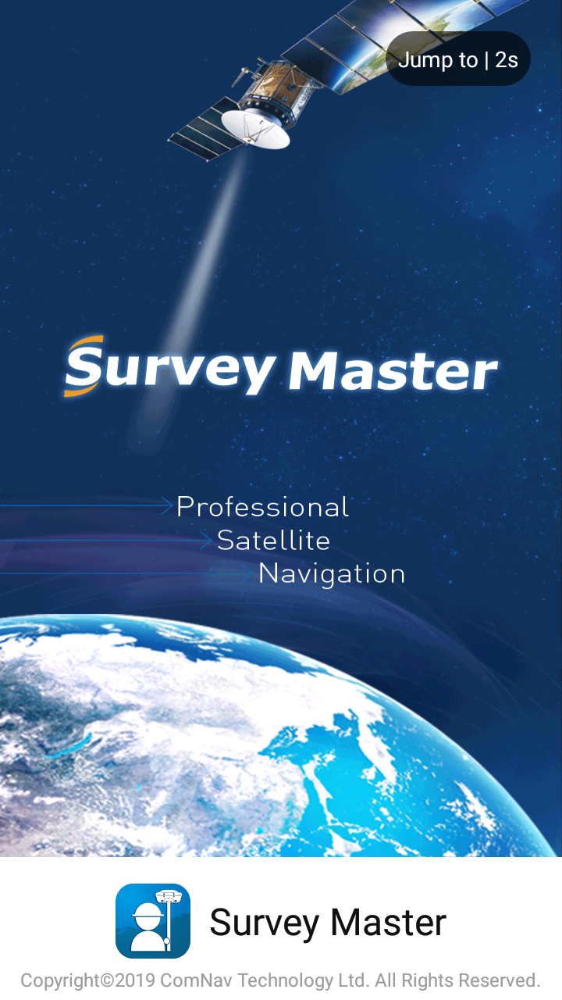 Jump to | 2s
Survey Master
Professional
Satellite
Navigation
Survey Master
Copyright©2019 ComNav Technology Ltd. All Rights Reserved.